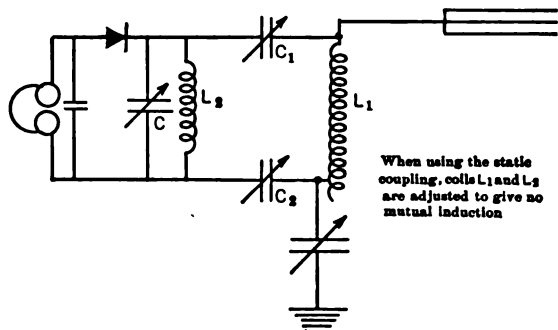 C₁
L₂
L₁
C
When using the static
coupling, coils L₁ and L₂
are adjusted to give no
mutual induction
C₂